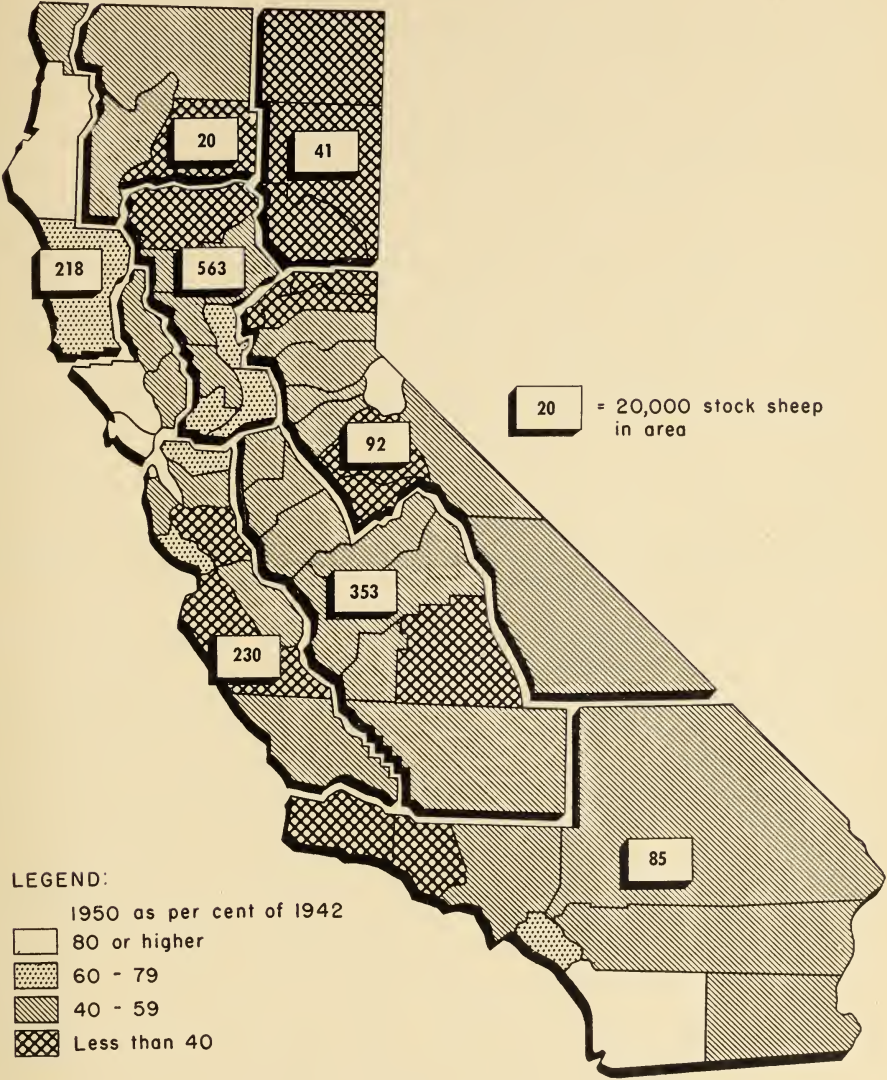 20
41
218
563
20 = 20,000 stock sheep
in area
92
353
230
85
LEGEND:
1950 as per cent of 1942
80 or higher
60 - 79
40 - 59
Less than 40